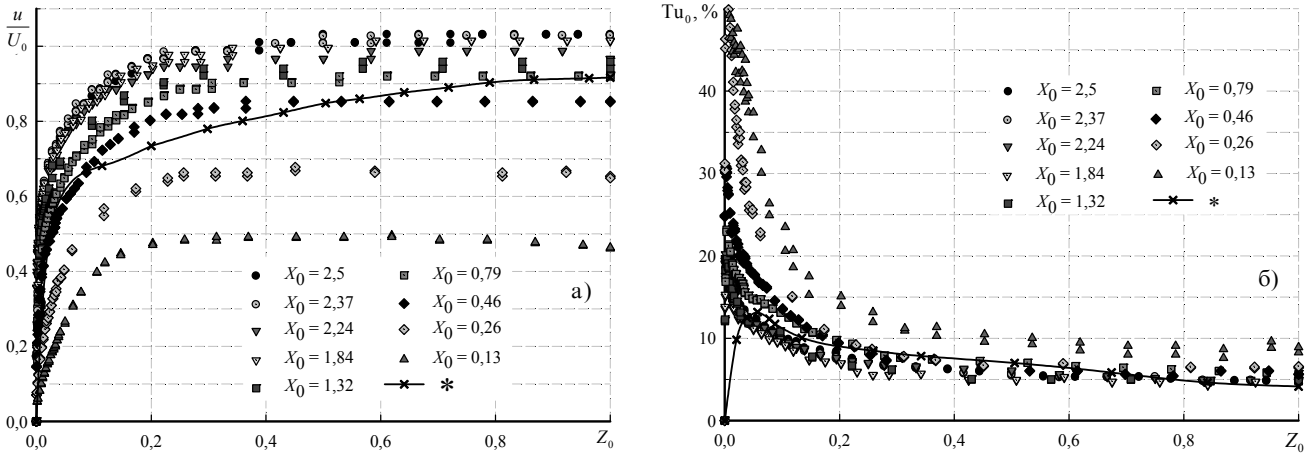 а)
u
U₀
1,0
0,8
0,6
0,4
0,2
0,0
0,0
0,2
0,4
0,6
0,8
Z₀
X₀ = 2,5
X₀ = 2,37
X₀ = 2,24
X₀ = 1,84
X₀ = 1,32
X₀ = 0,79
X₀ = 0,46
X₀ = 0,26
X₀ = 0,13
*
б)
Tu₀, %
40
30
20
10
0
0,0
0,2
0,4
0,6
0,8
Z₀
X₀ = 2,5
X₀ = 2,37
X₀ = 2,24
X₀ = 1,84
X₀ = 1,32
X₀ = 0,79
X₀ = 0,46
X₀ = 0,26
X₀ = 0,13
*